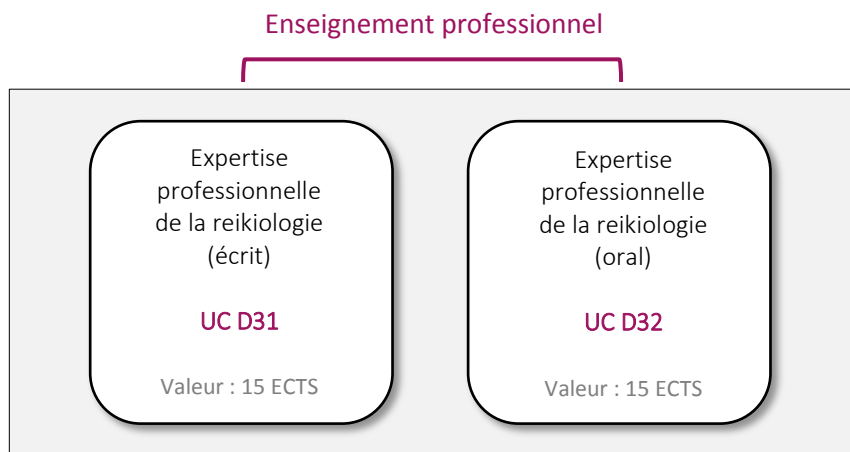 Enseignement professionnel
Expertise
professionnelle
de la reikiologie
(écrit)
UC D31
Valeur : 15 ECTS
Expertise
professionnelle
de la reikiologie
(oral)
UC D32
Valeur : 15 ECTS